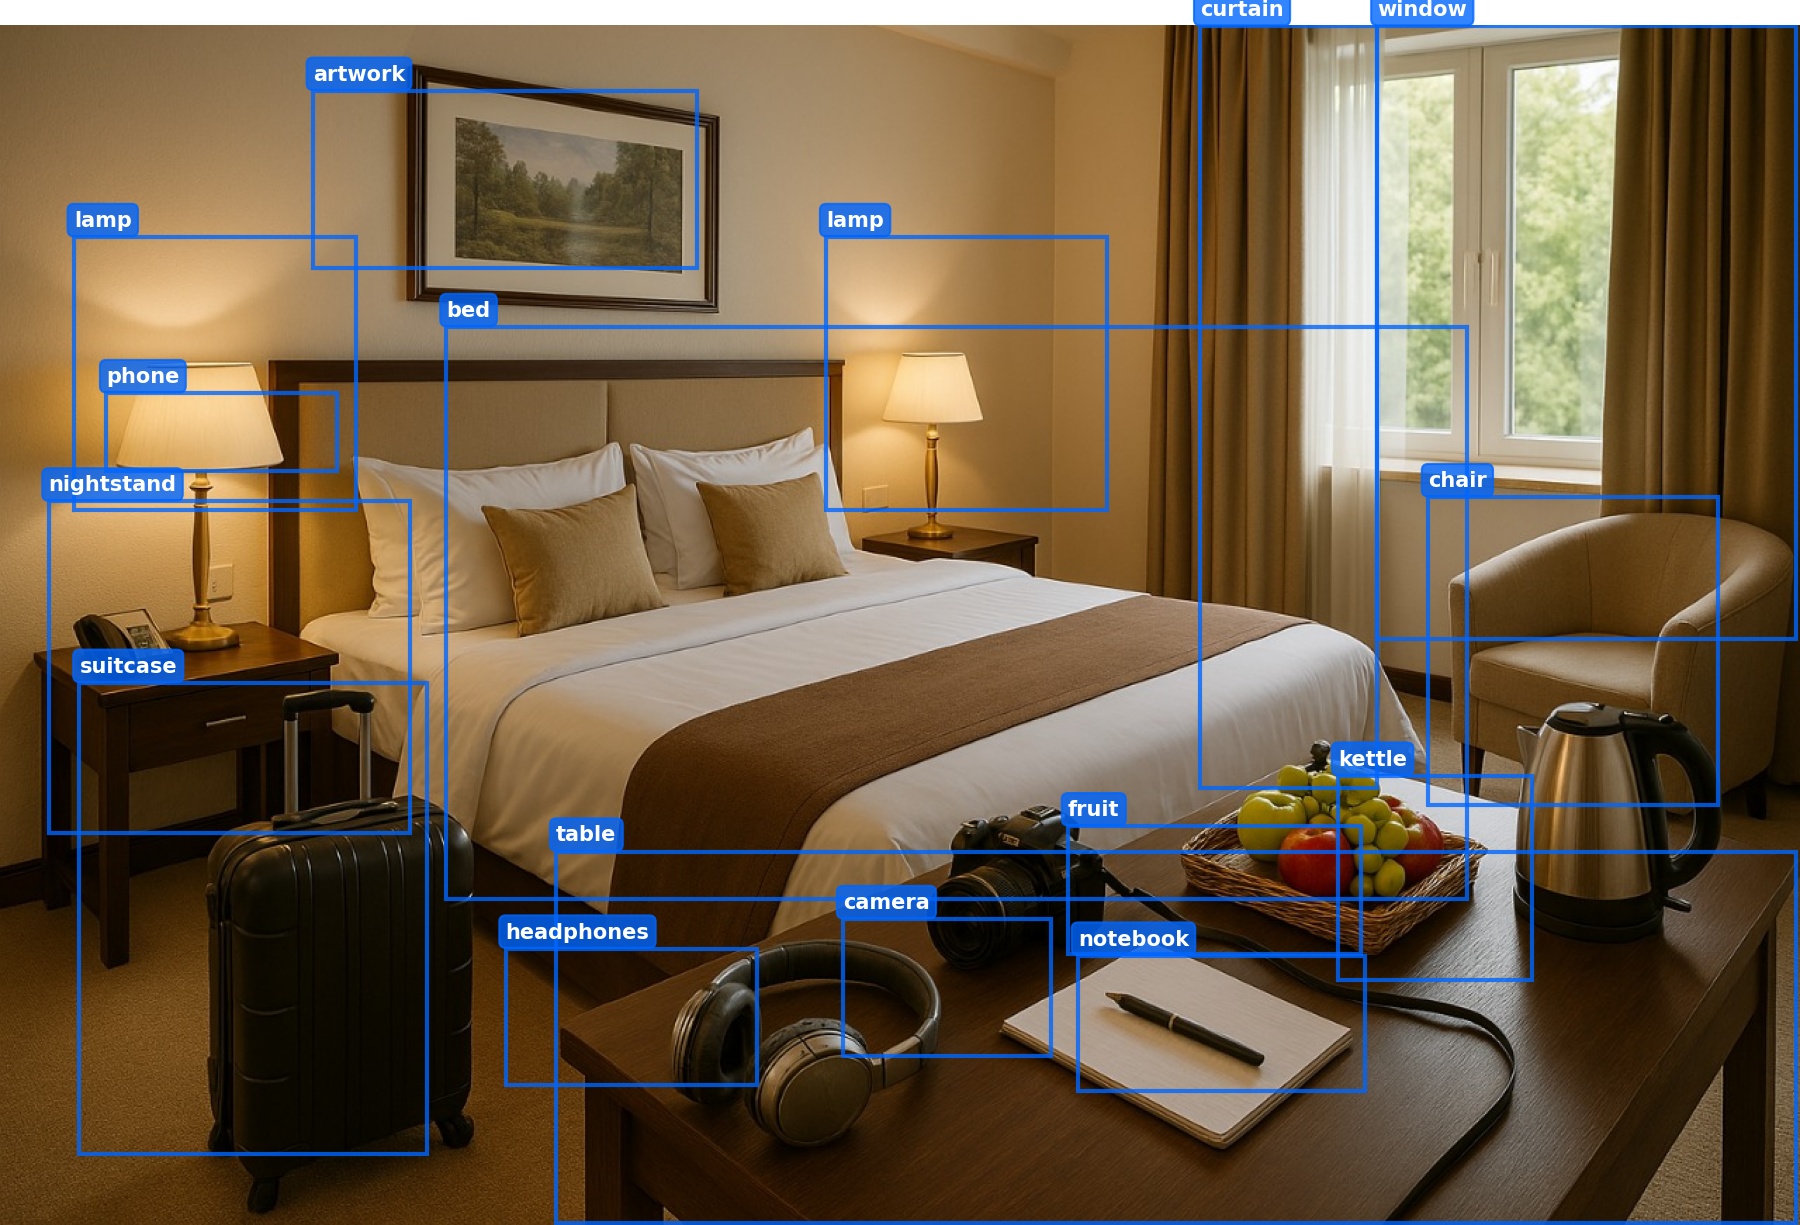 curtain
window
artwork
lamp
lamp
bed
phone
chair
nightstand
suitcase
kettle
fruit
table
camera
headphones
notebook